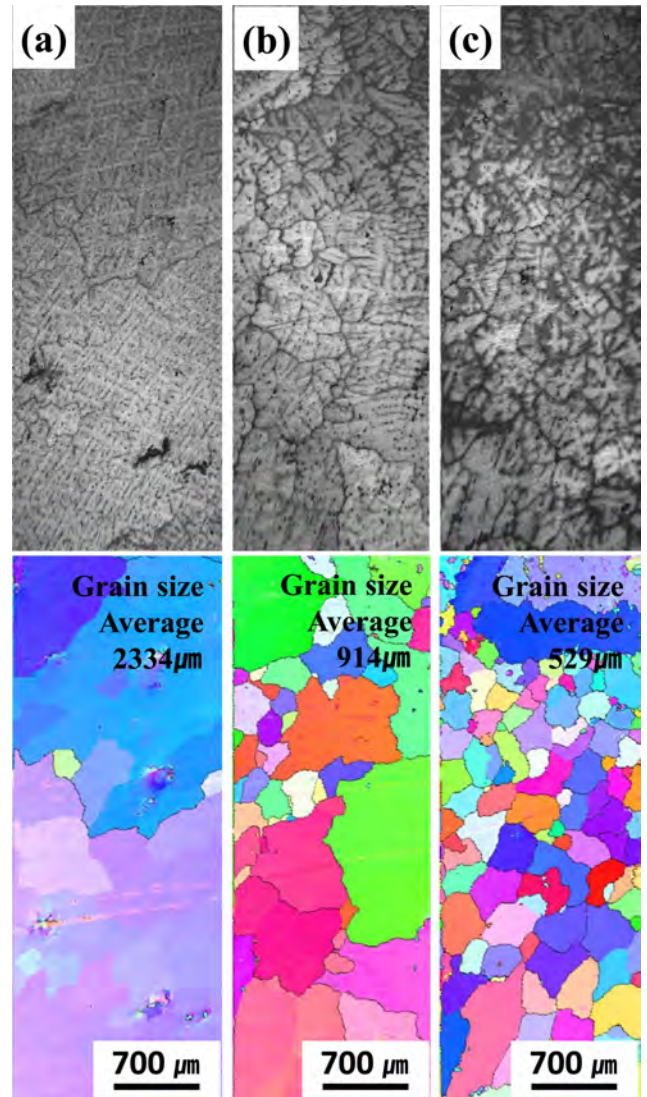 (a)
(b)
(c)
Grain size
Average
2334μm
Grain size
Average
914μm
Grain size
Average
529μm
700 μm
700 μm
700 μm